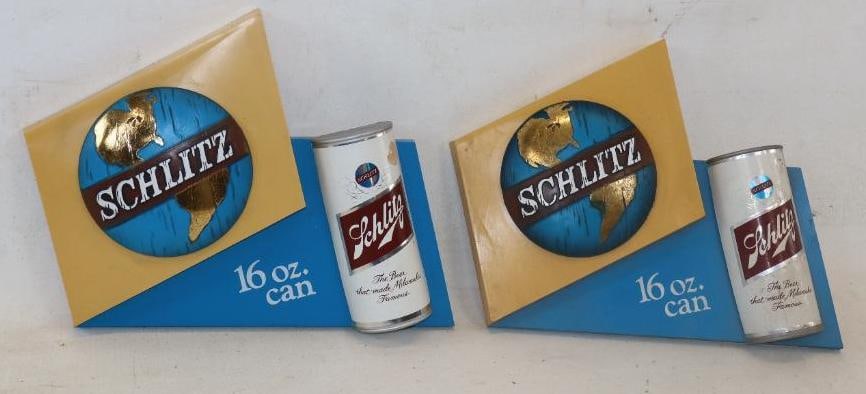 SCHLITZ
16 oz.
can
SCHLITZ
Schlitz
The Beer
that made Milwaukee
Famous
SCHLITZ
16 oz.
can
Schlitz
The Beer
that made Milwaukee
Famous